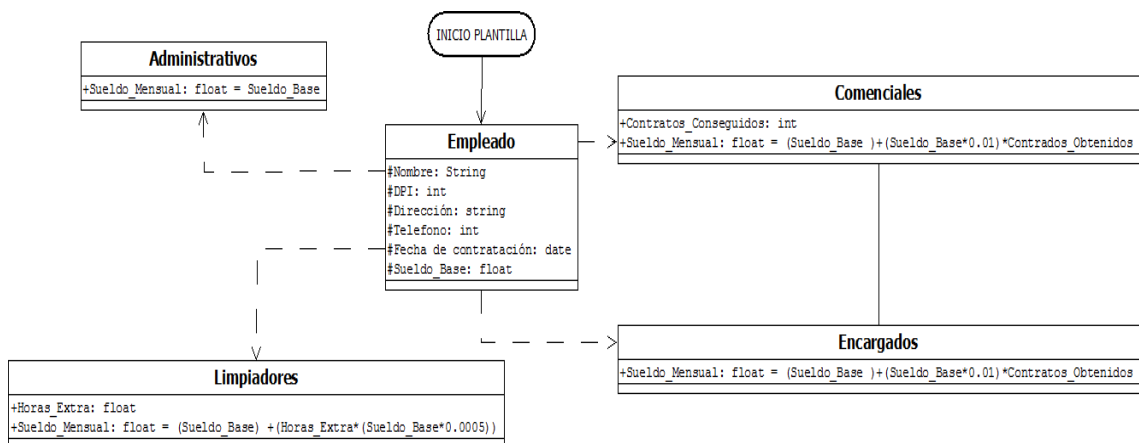 INICIO PLANTILLA
Administrativos
+Sueldo_Mensual: float = Sueldo_Base
Comenciales
+Contratos_Conseguidos: int
+Sueldo_Mensual: float = (Sueldo_Base )+(Sueldo_Base*0.01)*Contrados_Obtenidos
Empleado
#Nombre: String
#DPI: int
#Dirección: string
#Telefono: int
#Fecha de contratación: date
#Sueldo_Base: float
Encargados
+Sueldo_Mensual: float = (Sueldo_Base )+(Sueldo_Base*0.01)*Contratos_Obtenidos
Limpiadores
+Horas_Extra: float
+Sueldo_Mensual: float = (Sueldo_Base) +(Horas_Extra*(Sueldo_Base*0.0005))